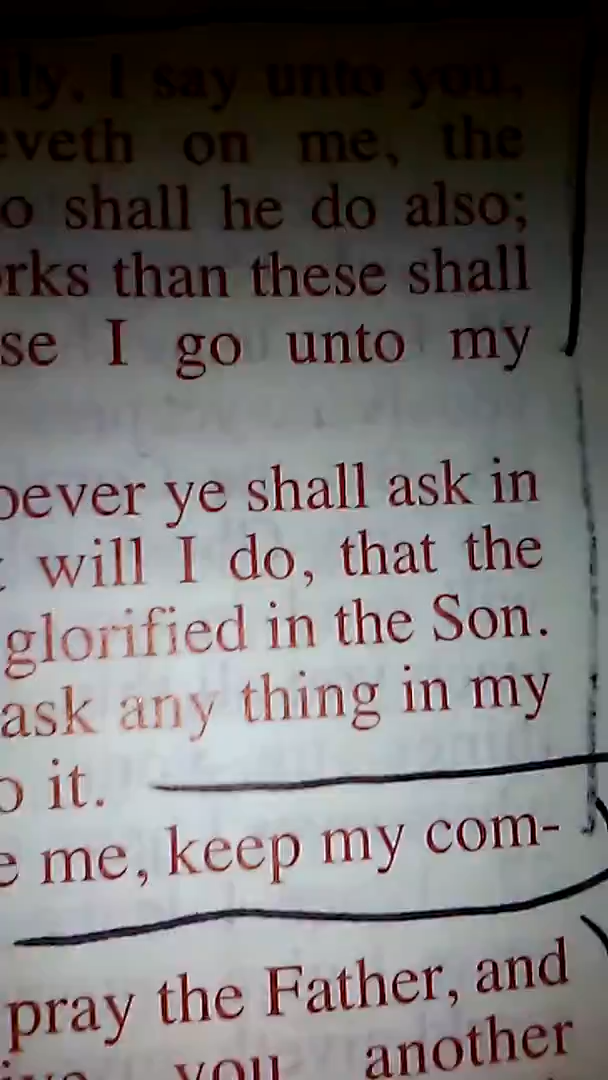 ily, I say unto you,
eveth on me, the
o shall he do also;
rks than these shall
se I go unto my
oever ye shall ask in
will I do, that the
glorified in the Son.
ask any thing in my
o it.
e me, keep my com-
pray the Father, and
you another